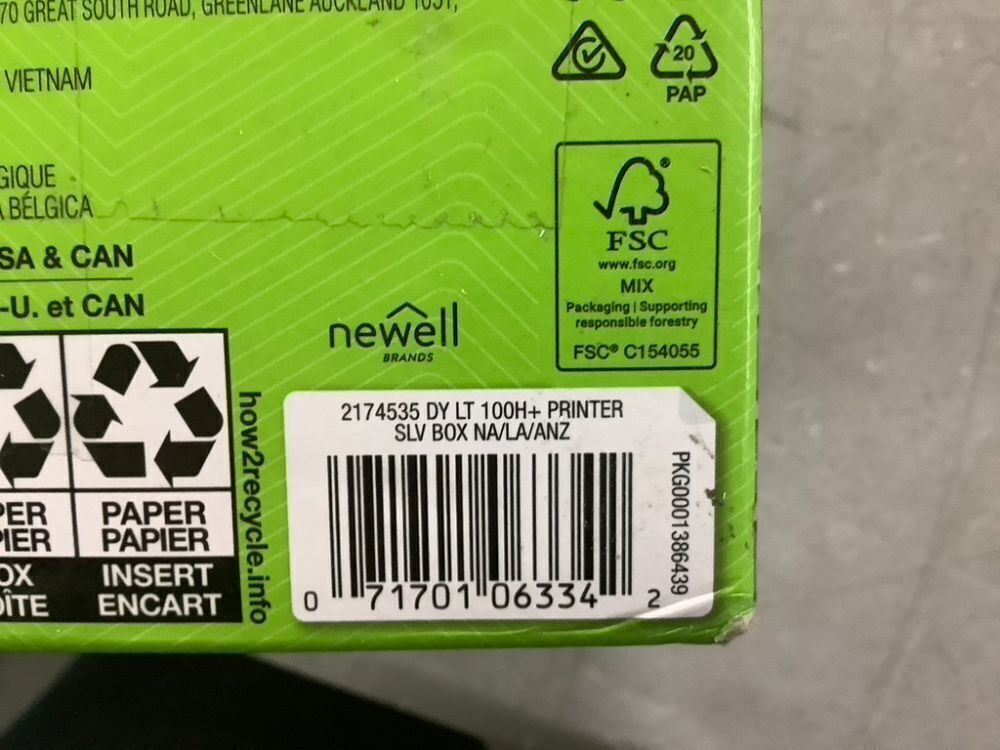 70 GREAT SOUTH ROAD, GREENLANE AUCKLAND 1051,
VIETNAM
20
PAP
GIQUE
A BÉLGICA
SA & CAN
-U. et CAN
FSC®
www.fsc.org
MIX
Packaging | Supporting
responsible forestry
FSC® C154055
newell
BRANDS
how2recycle.info
PER
PIER
PAPER
PAPIER
OX
OÎTE
INSERT
ENCART
2174535 DY LT 100H+ PRINTER
SLV BOX NA/LA/ANZ
PKG0001386439
0 71701 06334 2